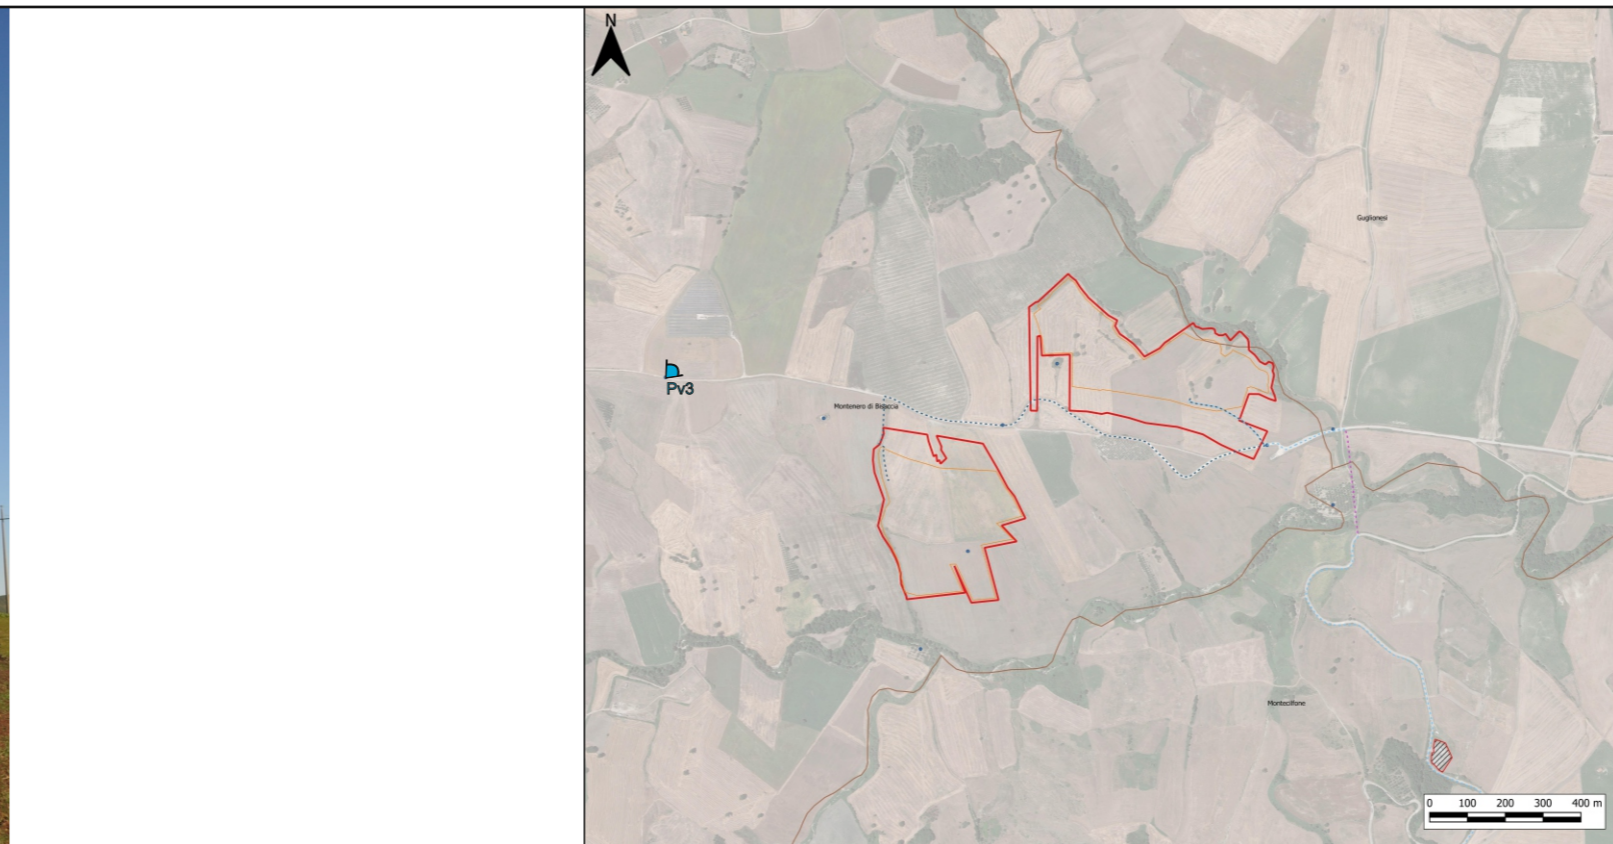 N
Guglionesi
Pv3
Montenero di Bisaccia
Montecilfone
0 100 200 300 400 m